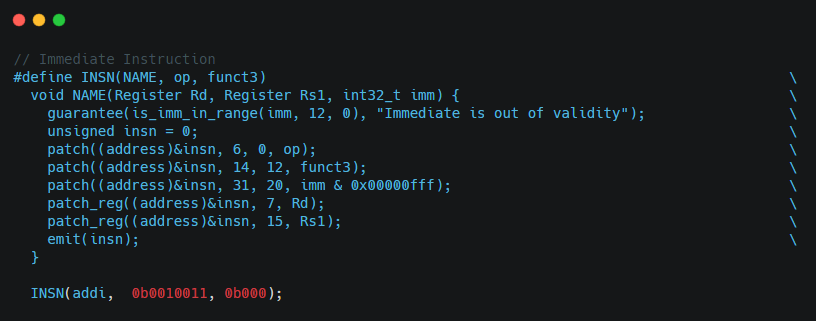 // Immediate Instruction
#define INSN(NAME, op, funct3) \
  void NAME(Register Rd, Register Rs1, int32_t imm) { \
    guarantee(is_imm_in_range(imm, 12, 0), "Immediate is out of validity"); \
    unsigned insn = 0; \
    patch((address)&insn, 6, 0, op); \
    patch((address)&insn, 14, 12, funct3); \
    patch((address)&insn, 31, 20, imm & 0x00000fff); \
    patch_reg((address)&insn, 7, Rd); \
    patch_reg((address)&insn, 15, Rs1); \
    emit(insn); \
  }
  INSN(addi,  0b0010011, 0b000);